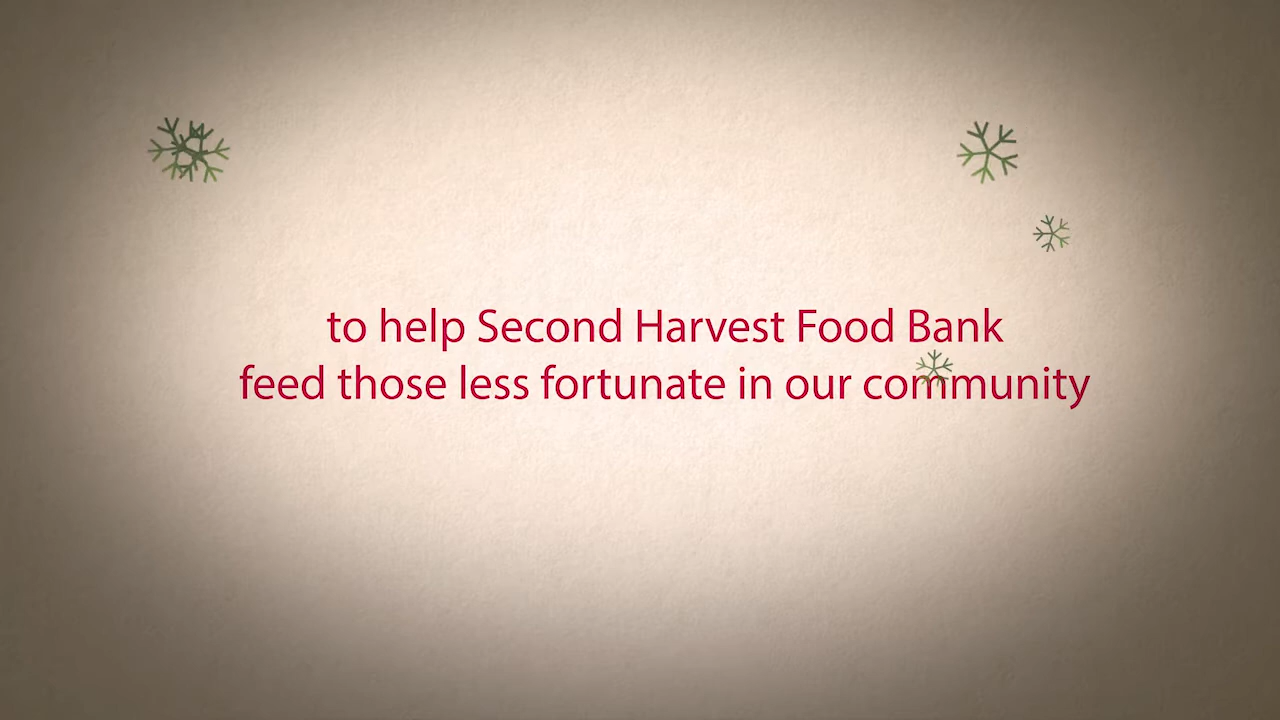 to help Second Harvest Food Bank
feed those less fortunate in our community